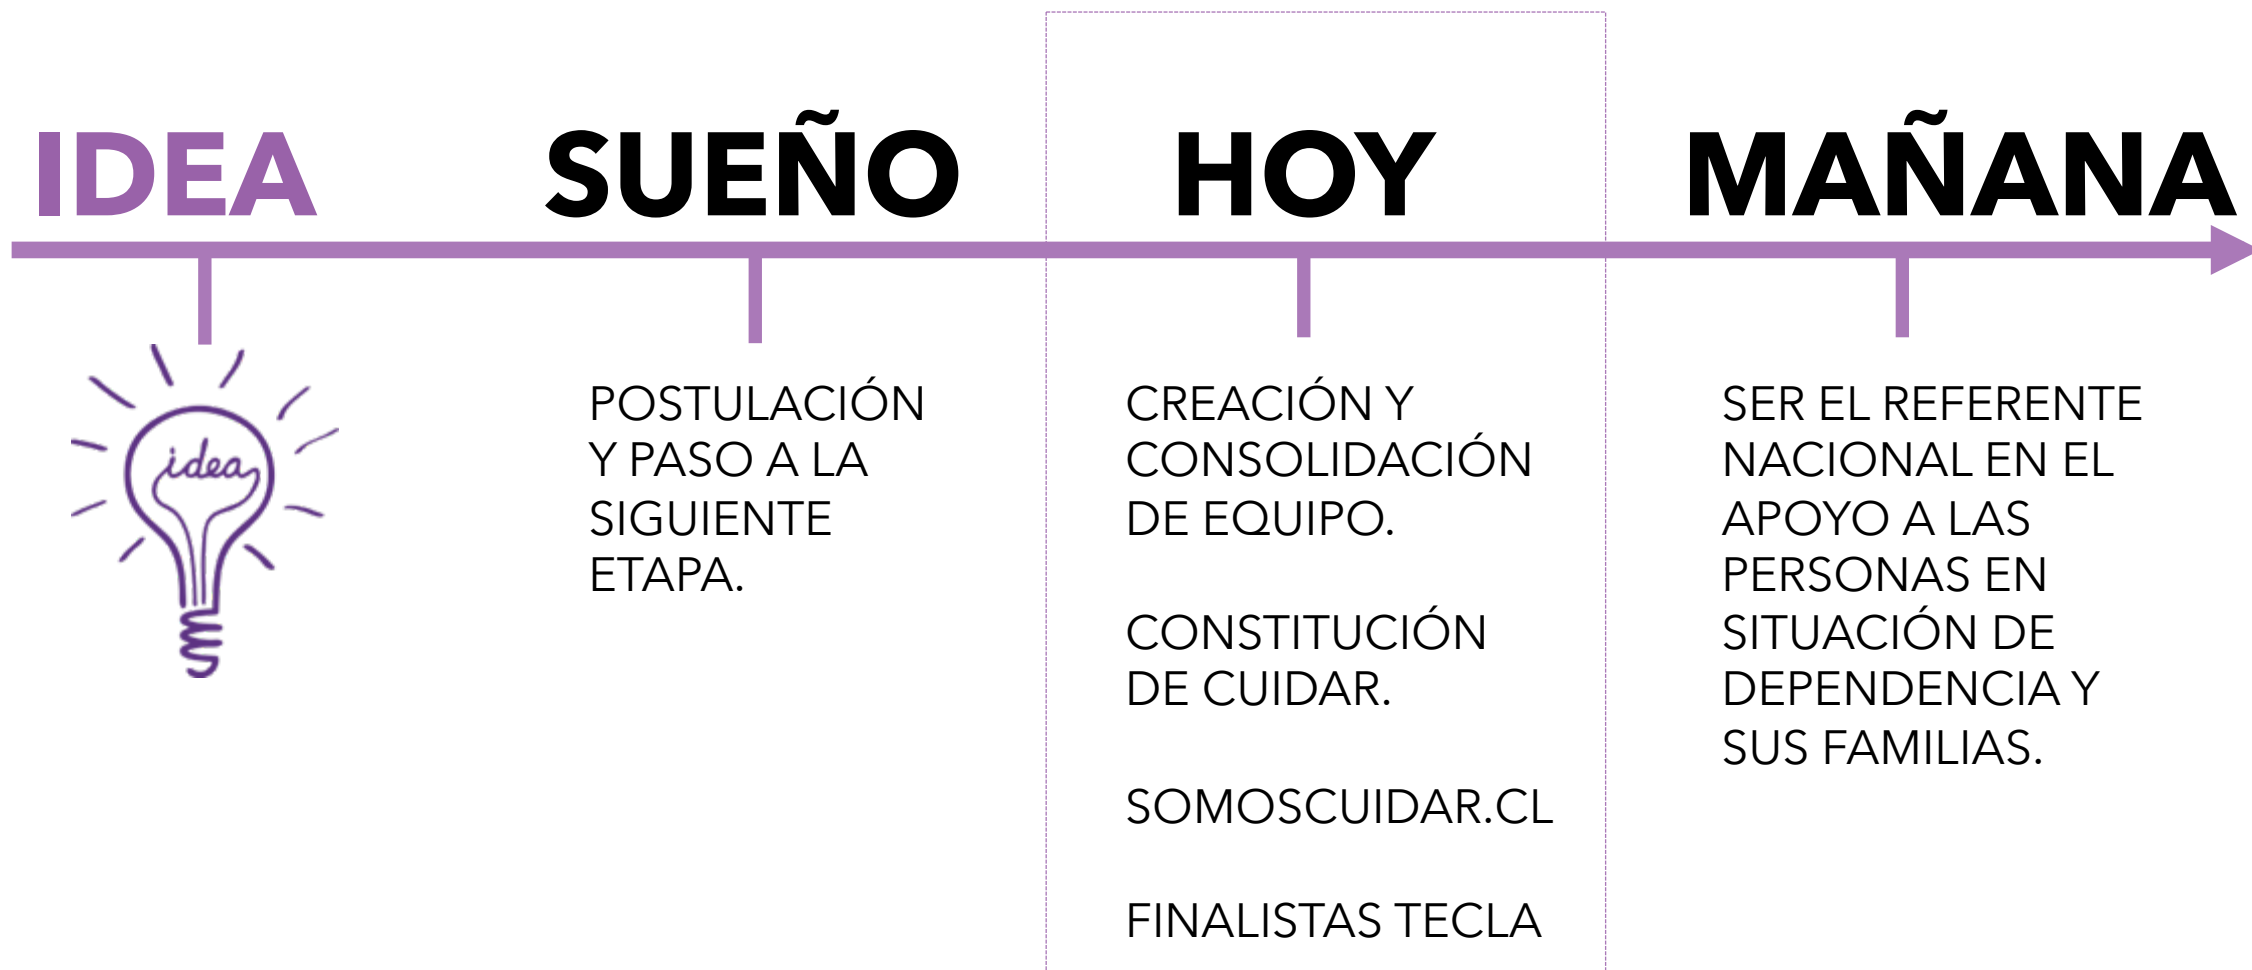 IDEA
SUEÑO
HOY
MAÑANA
idea
POSTULACIÓN
Y PASO A LA
SIGUIENTE
ETAPA.
CREACIÓN Y
CONSOLIDACIÓN
DE EQUIPO.
CONSTITUCIÓN
DE CUIDAR.
SOMOSCUIDAR.CL
FINALISTAS TECLA
SER EL REFERENTE
NACIONAL EN EL
APOYO A LAS
PERSONAS EN
SITUACIÓN DE
DEPENDENCIA Y
SUS FAMILIAS.